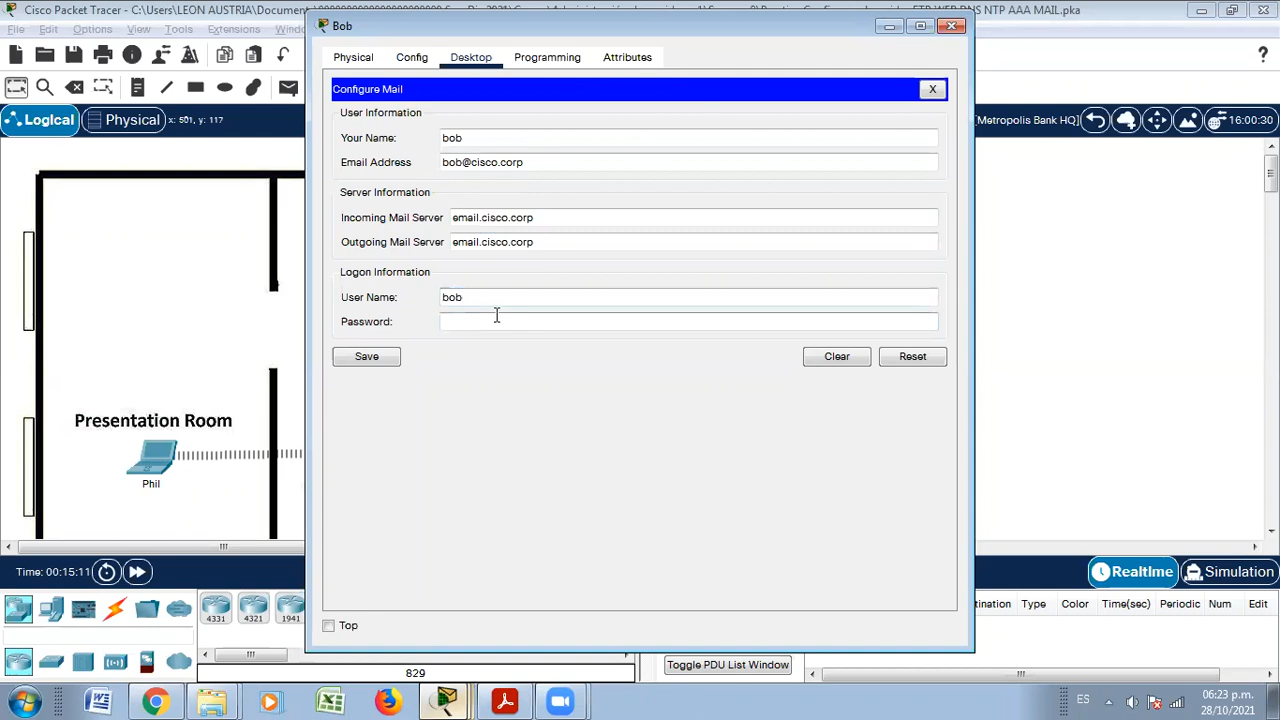 Cisco Packet Tracer - C:\Users\LEON AUSTRIA\Docume
FTP WEB DNS NTP AAA MAIL.pka
File Edit Options View Tools Extensions
Bob
Physical Config Desktop Programming Attributes
Configure Mail X
User Information
Your Name: bob
Email Address bob@cisco.corp
Server Information
Incoming Mail Server email.cisco.corp
Outgoing Mail Server email.cisco.corp
Logon Information
User Name: bob
Password:
Save Clear Reset
Top
Logical Physical x: 501, y: 117
[Metropolis Bank HQ] 16:00:30
Presentation Room
Phil
Time: 00:15:11
Realtime Simulation
4331 4321 1941
829
Type Color Time(sec) Periodic Num Edit
Toggle PDU List Window
ES 06:23 p.m.
28/10/2021